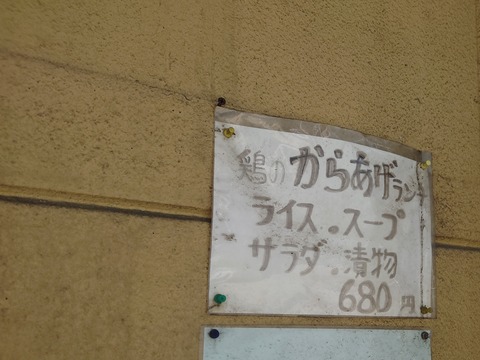 鶏のからあげランチ
ライス.スープ
サラダ.漬物
680円